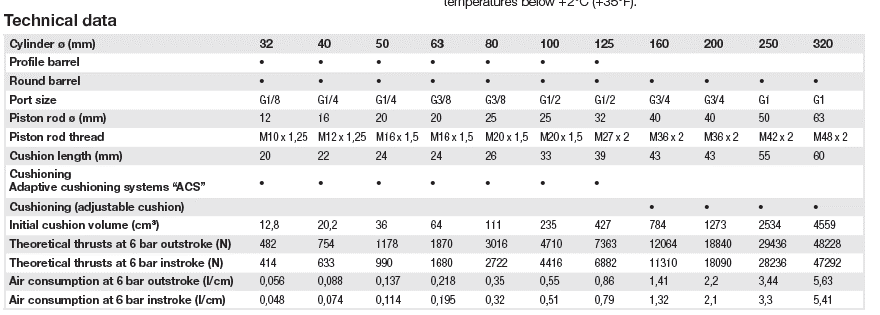 temperatures below +2°C (+35°F).
Technical data
Cylinder ø (mm) 32 40 50 63 80 100 125 160 200 250 320
Profile barrel • • • • • • •
Round barrel • • • • • • • • • • •
Port size G1/8 G1/4 G1/4 G3/8 G3/8 G1/2 G1/2 G3/4 G3/4 G1 G1
Piston rod ø (mm) 12 16 20 20 25 25 32 40 40 50 63
Piston rod thread M10 x 1,25 M12 x 1,25 M16 x 1,5 M16 x 1,5 M20 x 1,5 M20 x 1,5 M27 x 2 M36 x 2 M36 x 2 M42 x 2 M48 x 2
Cushion length (mm) 20 22 24 24 26 33 39 43 43 55 60
Cushioning
Adaptive cushioning systems “ACS” • • • • • • •
Cushioning (adjustable cushion) • • • •
Initial cushion volume (cm³) 12,8 20,2 36 64 111 235 427 784 1273 2534 4559
Theoretical thrusts at 6 bar outstroke (N) 482 754 1178 1870 3016 4710 7363 12064 18840 29436 48228
Theoretical thrusts at 6 bar instroke (N) 414 633 990 1680 2722 4416 6882 11310 18090 28236 47292
Air consumption at 6 bar outstroke (l/cm) 0,056 0,088 0,137 0,218 0,35 0,55 0,86 1,41 2,2 3,44 5,63
Air consumption at 6 bar instroke (l/cm) 0,048 0,074 0,114 0,195 0,32 0,51 0,79 1,32 2,1 3,3 5,41